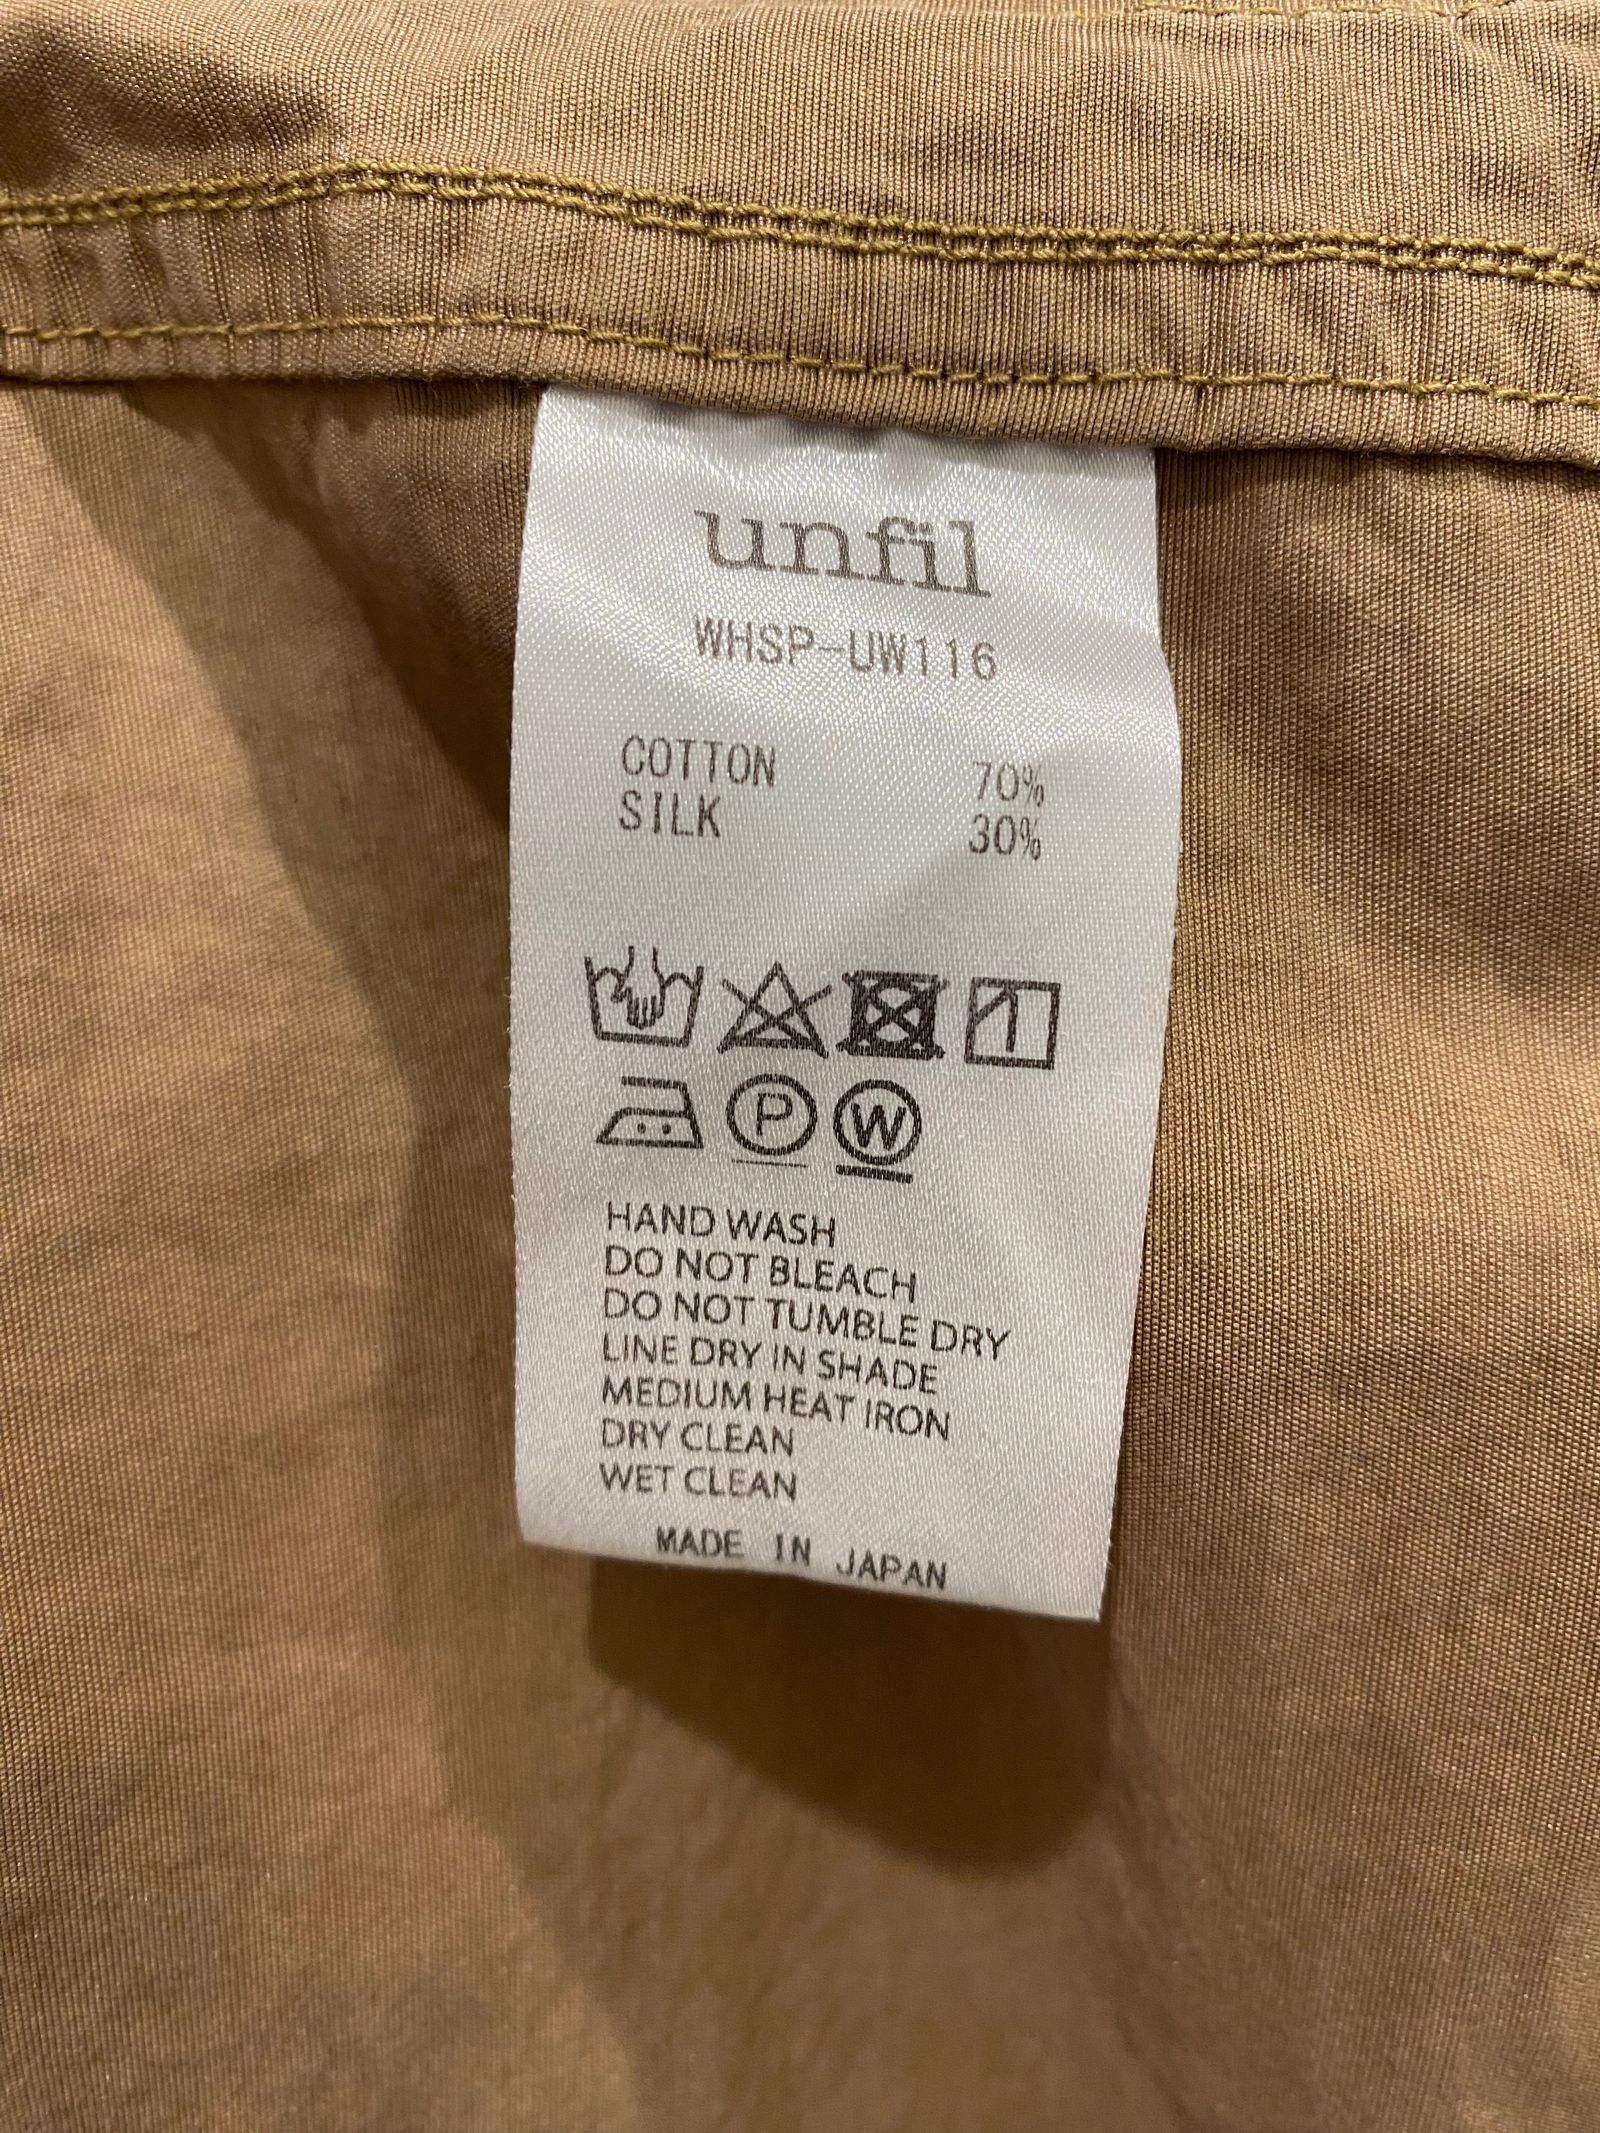 unfil
WHSP-UW116
COTTON 70%
SILK 30%
P W
HAND WASH
DO NOT BLEACH
DO NOT TUMBLE DRY
LINE DRY IN SHADE
MEDIUM HEAT IRON
DRY CLEAN
WET CLEAN
MADE IN JAPAN